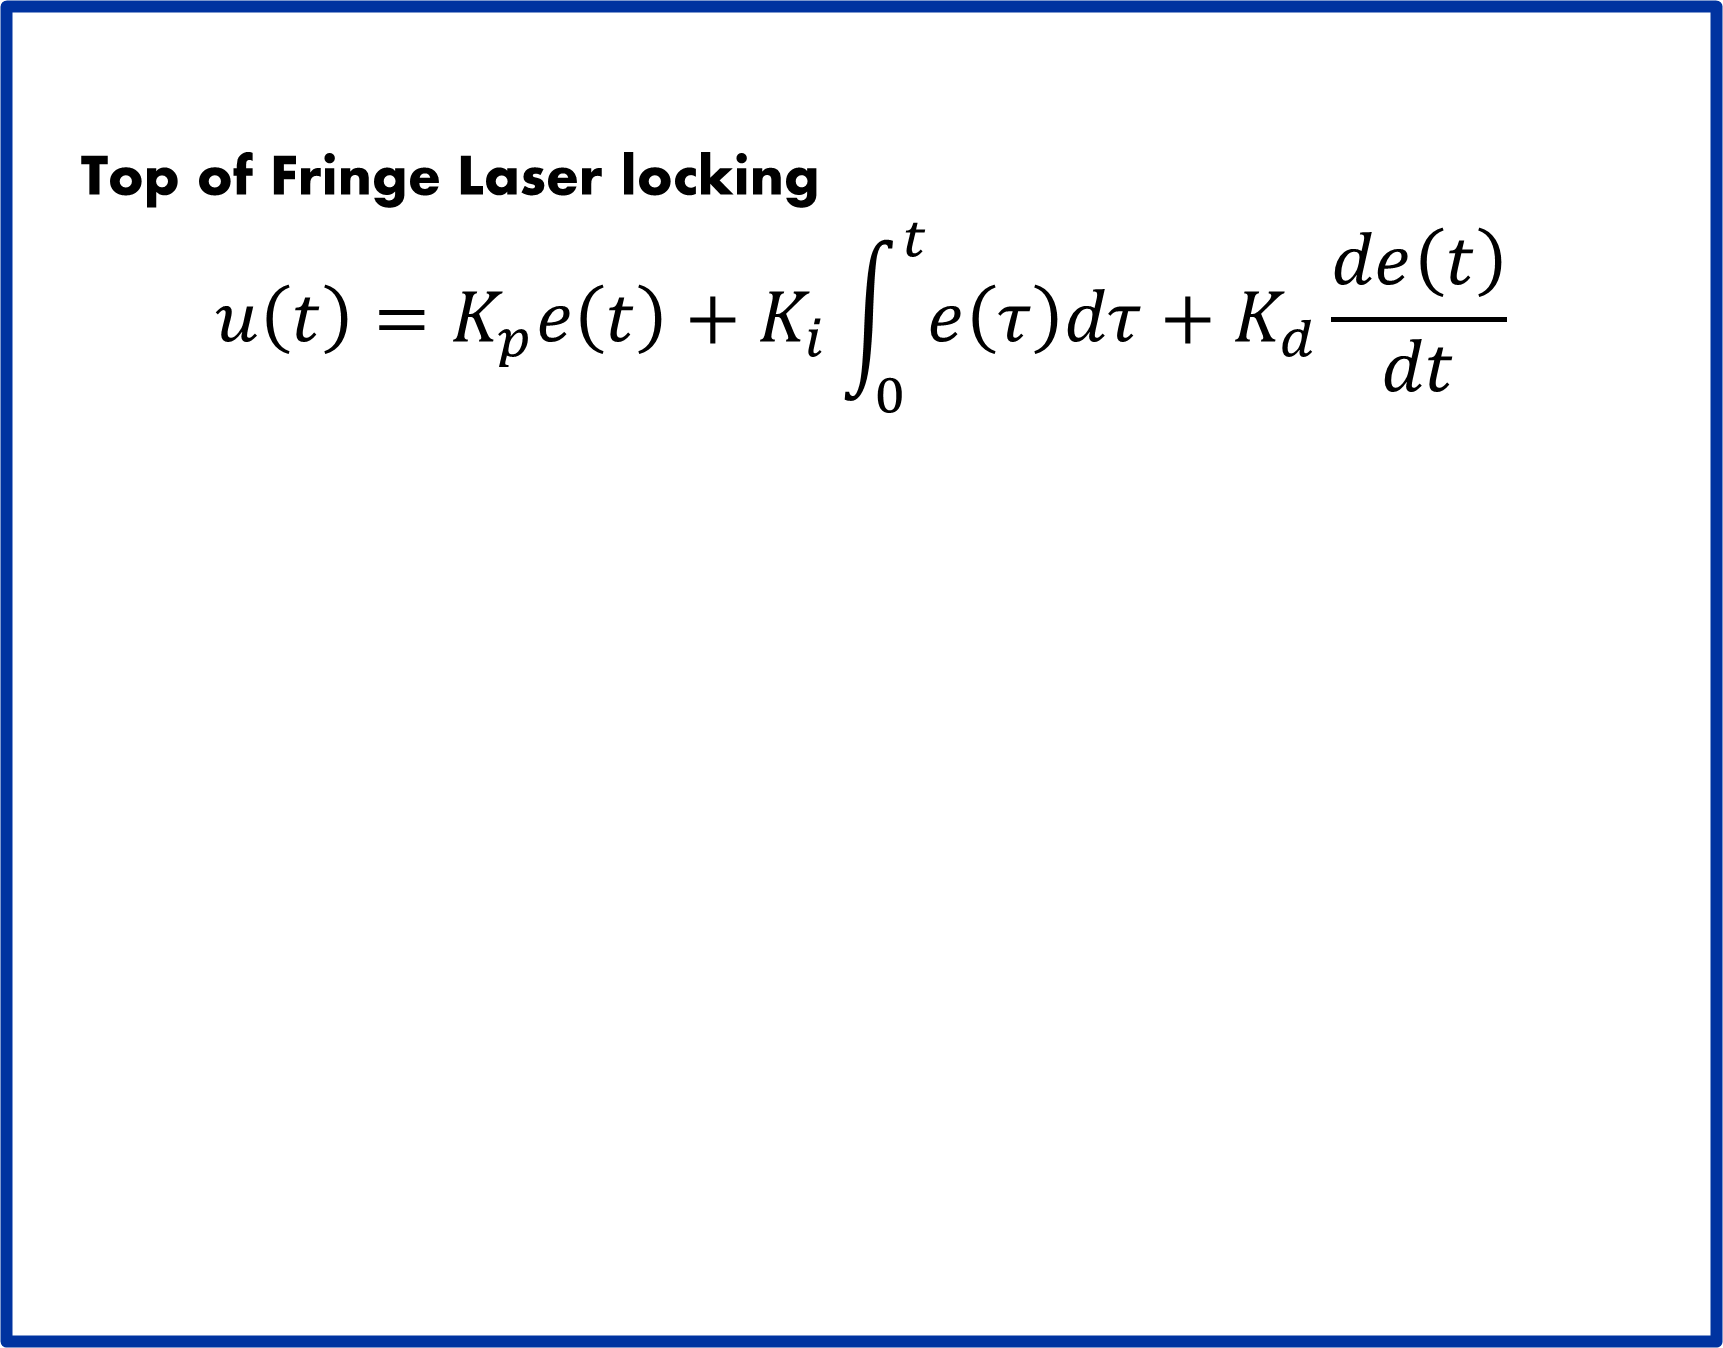 Top of Fringe Laser locking
u(t) = K_p e(t) + K_i ∫_0^t e(τ)dτ + K_d de(t)/dt